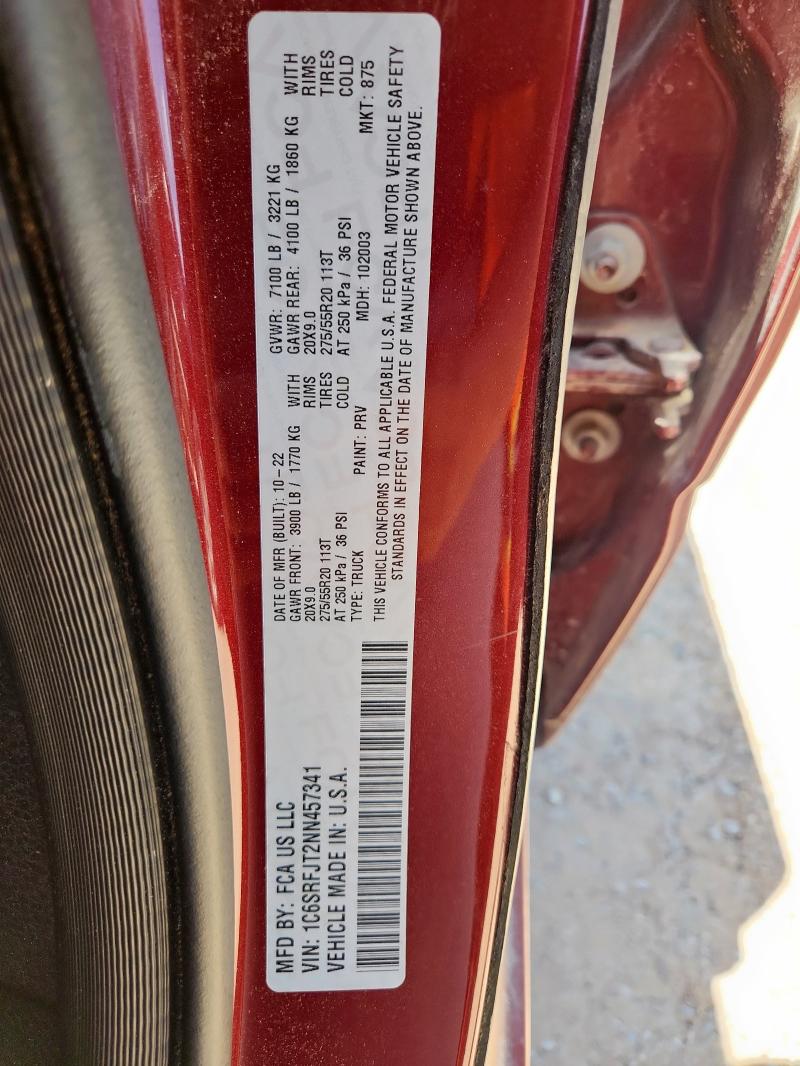 MFD BY: FCA US LLC
VIN: 1C6SRFJT2NN457341
VEHICLE MADE IN: U.S.A.
DATE OF MFR (BUILT): 10-22 GVWR: 7100 LB / 3221 KG
GAWR FRONT: 3900 LB / 1770 KG WITH GAWR REAR: 4100 LB / 1860 KG WITH
20X9.0 RIMS 20X9.0 RIMS
275/55R20 113T TIRES 275/55R20 113T TIRES
AT 250 kPa / 36 PSI COLD AT 250 kPa / 36 PSI COLD
TYPE: TRUCK PAINT: PRV MDH: 102003 MKT: 875
THIS VEHICLE CONFORMS TO ALL APPLICABLE U.S.A. FEDERAL MOTOR VEHICLE SAFETY
STANDARDS IN EFFECT ON THE DATE OF MANUFACTURE SHOWN ABOVE.